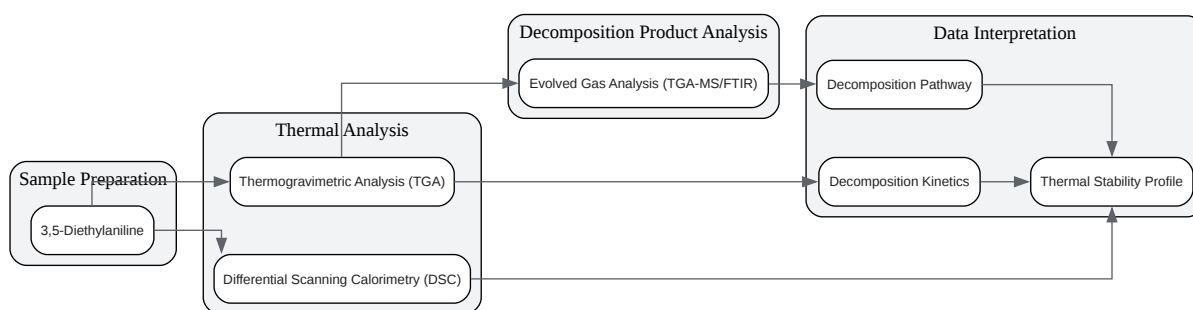 Decomposition Product Analysis
Evolved Gas Analysis (TGA-MS/FTIR)
Data Interpretation
Decomposition Pathway
Decomposition Kinetics
Thermal Stability Profile
Thermal Analysis
Thermogravimetric Analysis (TGA)
Differential Scanning Calorimetry (DSC)
Sample Preparation
3,5-Diethylaniline